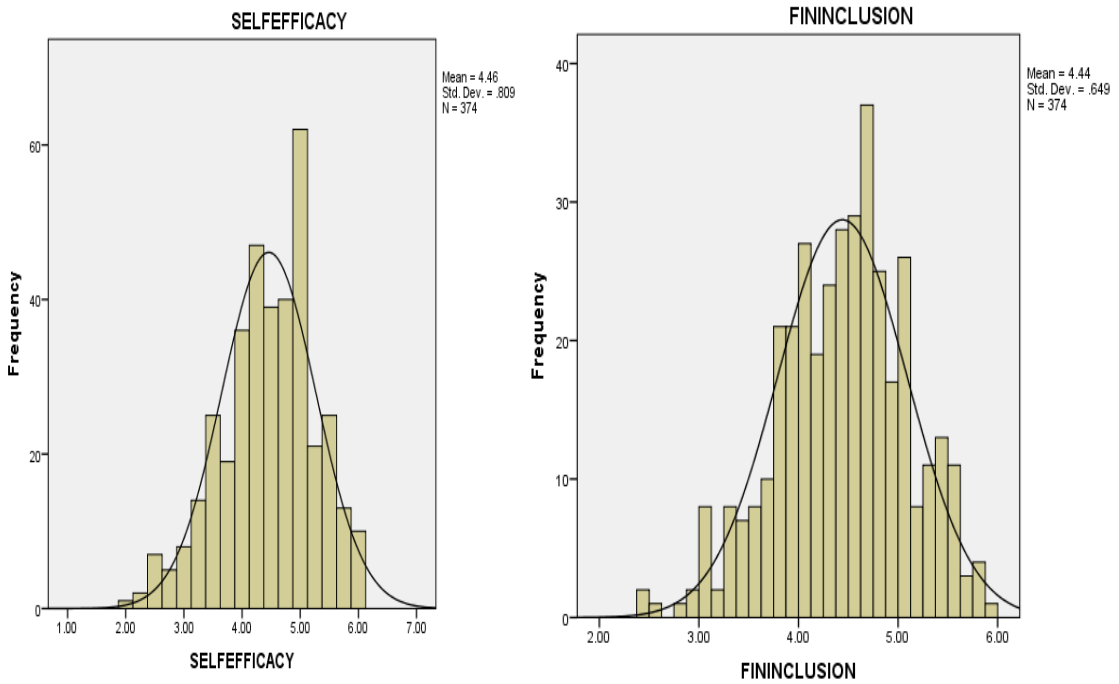 SELFEFFICACY
Mean = 4.46
Std. Dev. = .809
N = 374
Frequency
60
40
20
0
1.00 2.00 3.00 4.00 5.00 6.00 7.00
SELFEFFICACY
FININCLUSION
Mean = 4.44
Std. Dev. = .649
N = 374
Frequency
40
30
20
10
0
2.00 3.00 4.00 5.00 6.00
FININCLUSION